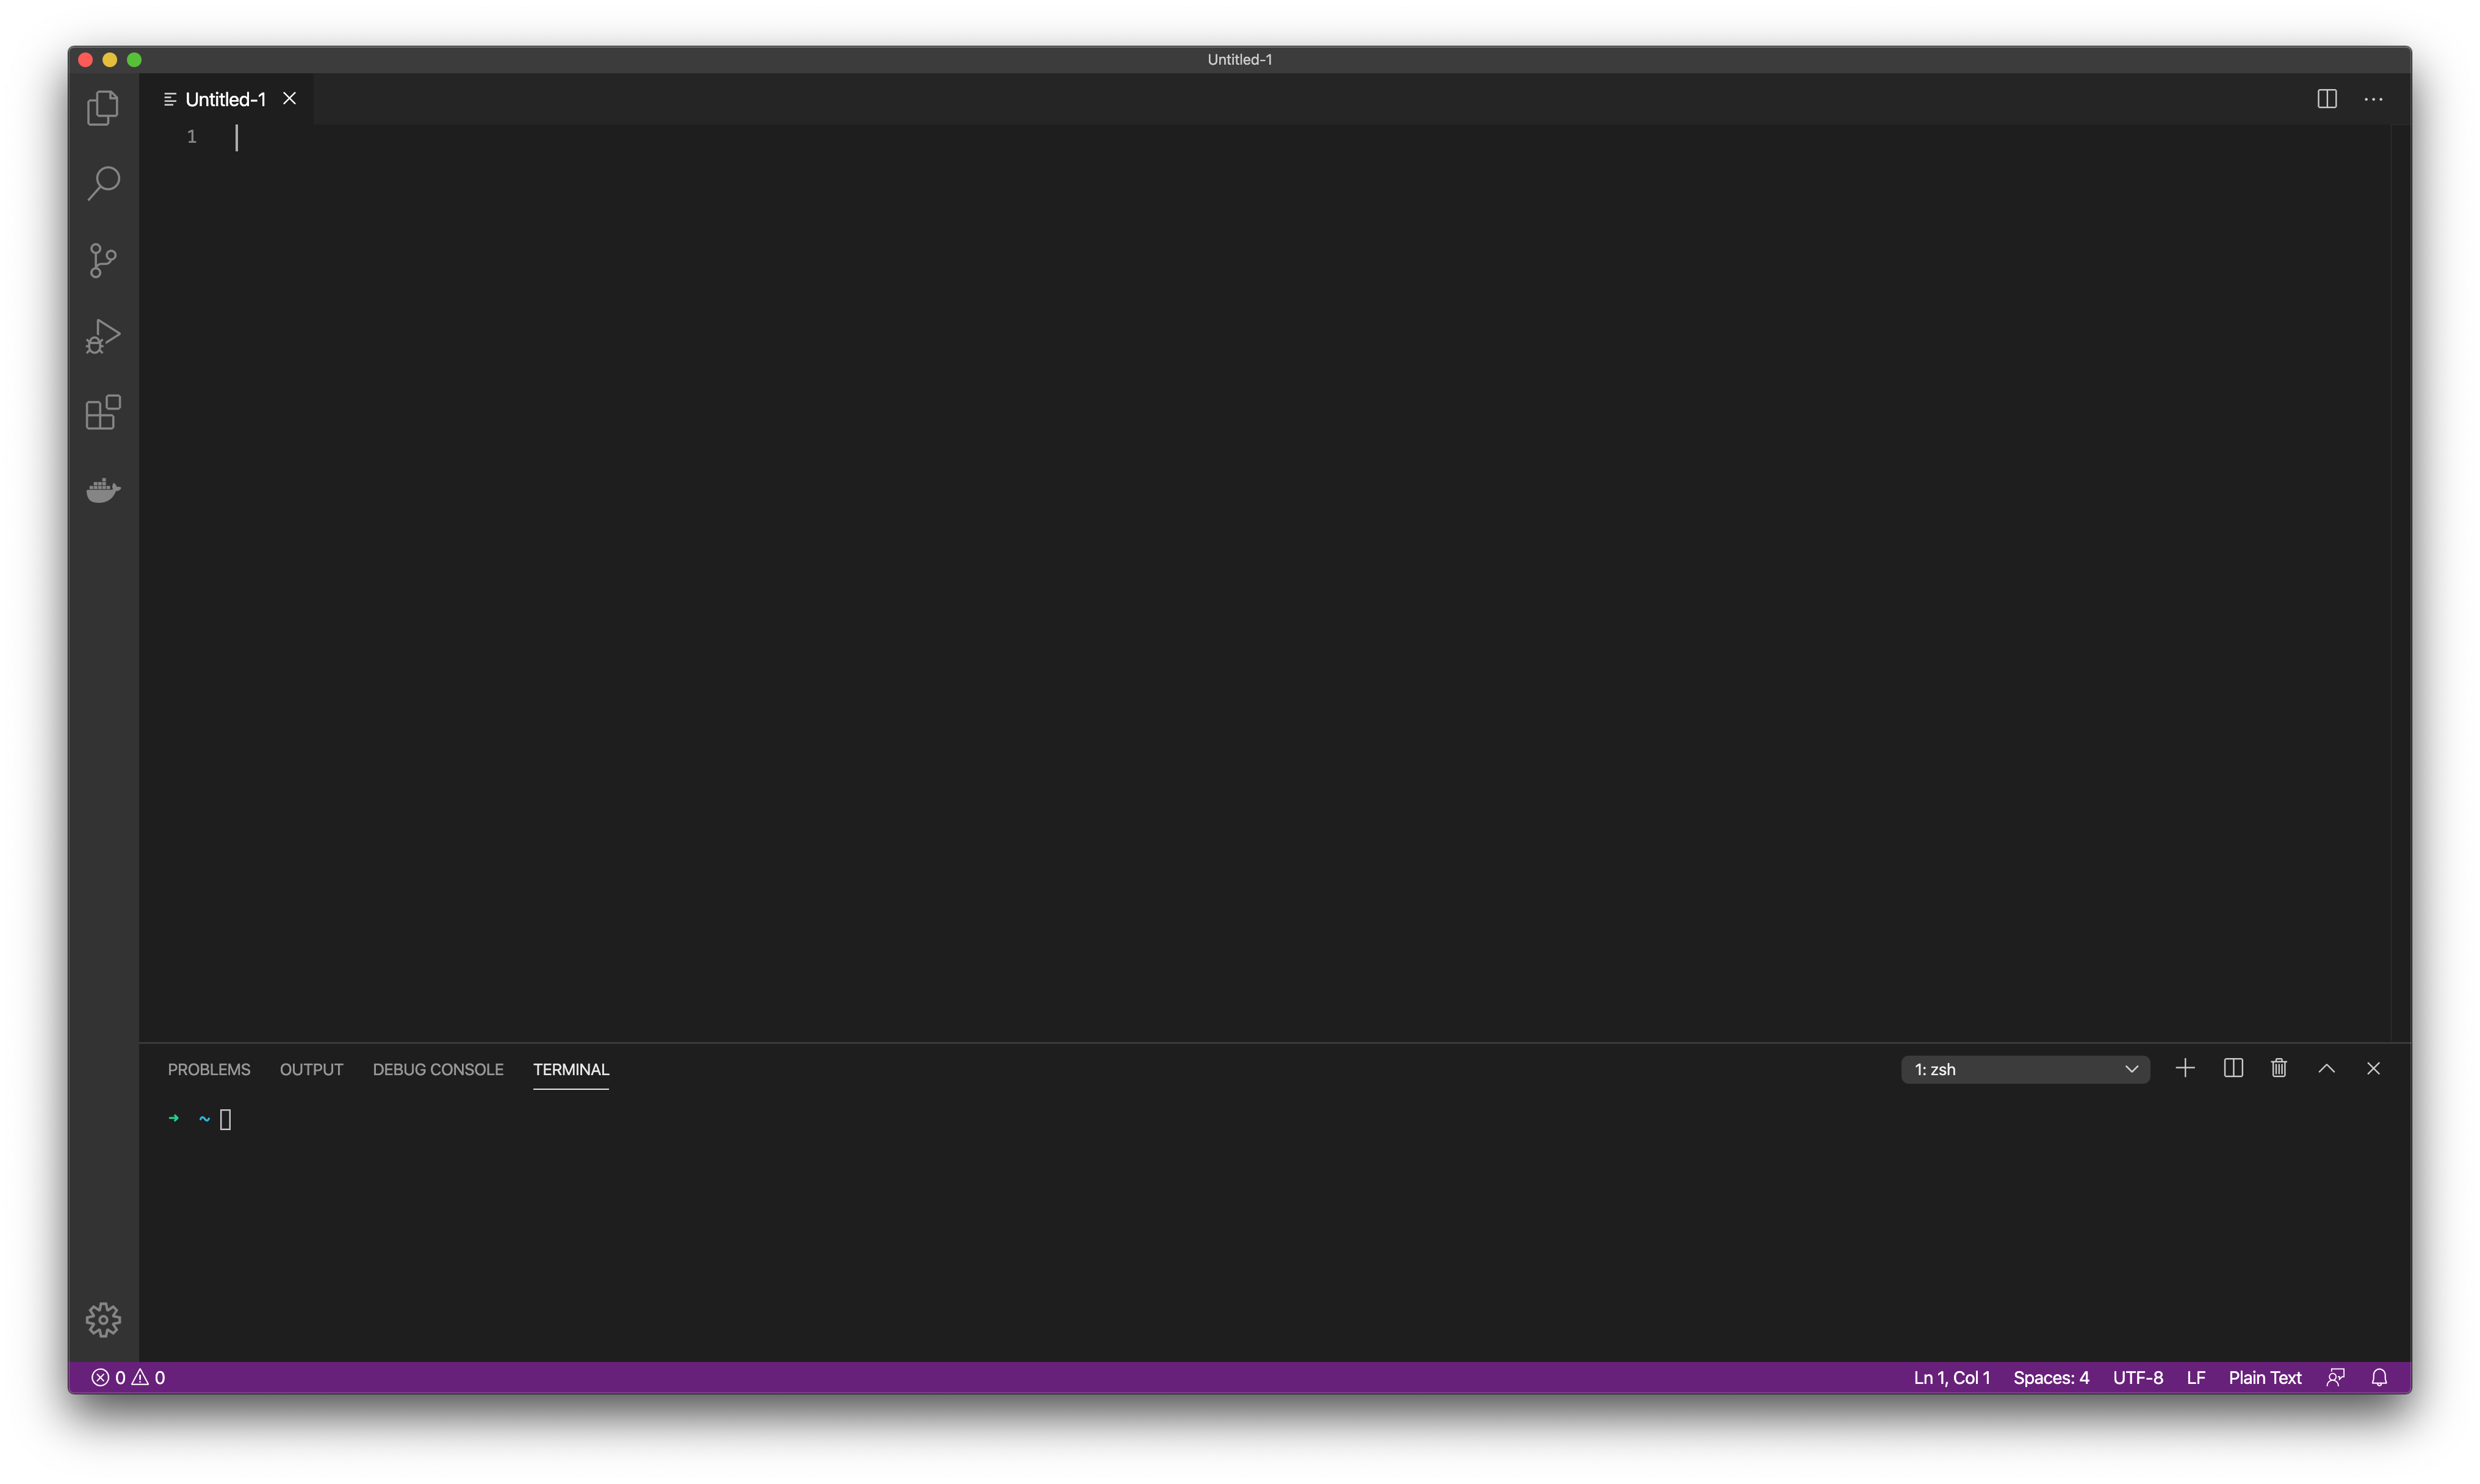 Untitled-1
Untitled-1
1
PROBLEMS OUTPUT DEBUG CONSOLE TERMINAL 1: zsh
➜ ~
0 0 Ln 1, Col 1 Spaces: 4 UTF-8 LF Plain Text